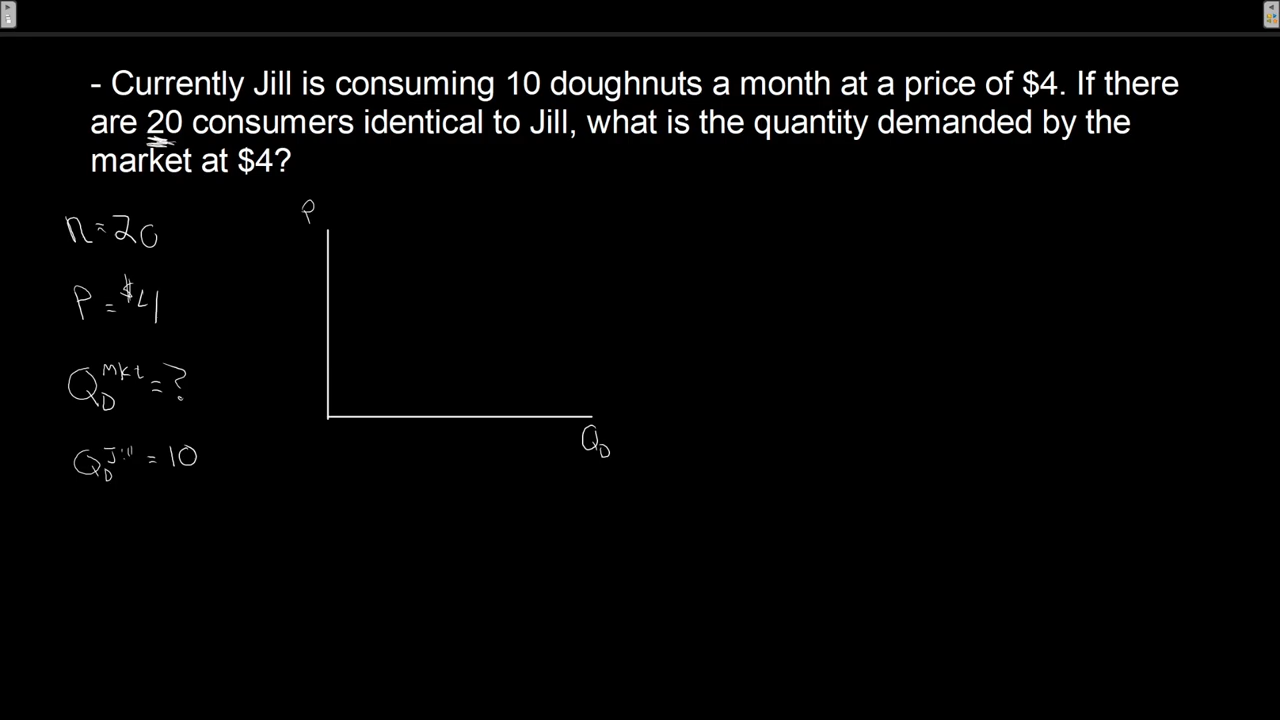 - Currently Jill is consuming 10 doughnuts a month at a price of $4. If there
are 20 consumers identical to Jill, what is the quantity demanded by the
market at $4?
n = 20
P
P = $4
Q_D^Mkt = ?
Q_D
Q_D^Jill = 10